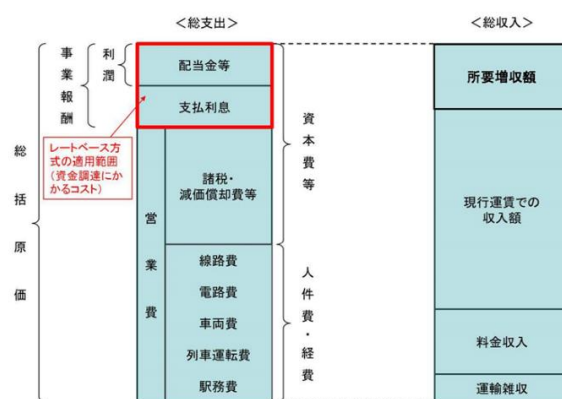 ＜総支出＞
＜総収入＞
総括原価
事業報酬
利潤
配当金等
支払利息
レートベース方
式の適用範囲
（資金調達にか
かるコスト）
営業費
諸税・
減価償却費等
線路費
電路費
車両費
列車運転費
駅務費
資本費等
人件費・経費
所要増収額
現行運賃での
収入額
料金収入
運輸雑収